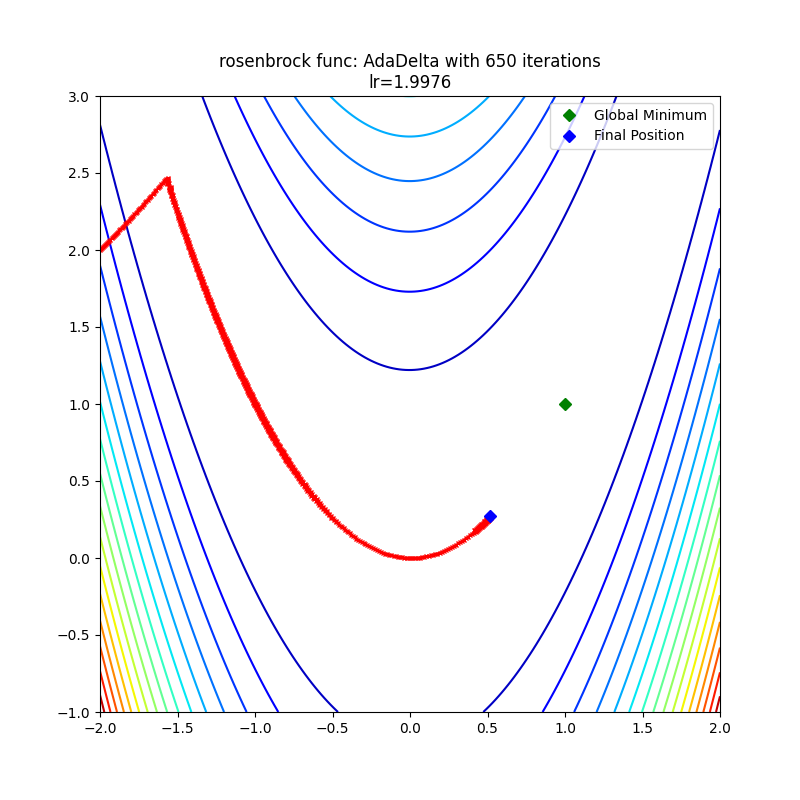 rosenbrock func: AdaDelta with 650 iterations
lr=1.9976
Global Minimum
Final Position
3.0
2.5
2.0
1.5
1.0
0.5
0.0
−0.5
−1.0
−2.0 −1.5 −1.0 −0.5 0.0 0.5 1.0 1.5 2.0